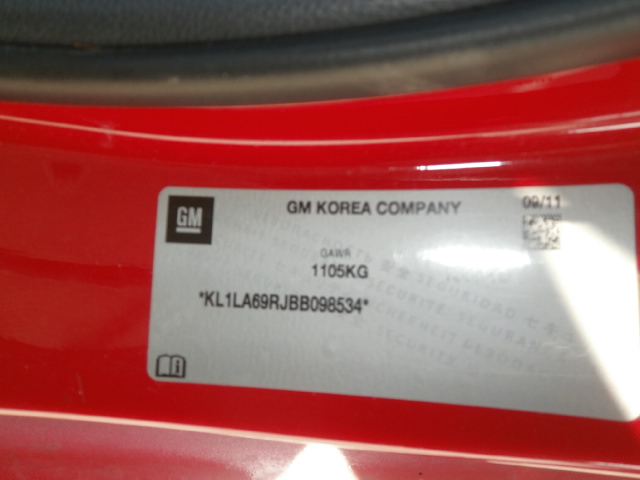 GM
GM KOREA COMPANY
09/11
GAWR
1105KG
*KL1LA69RJBB098534*